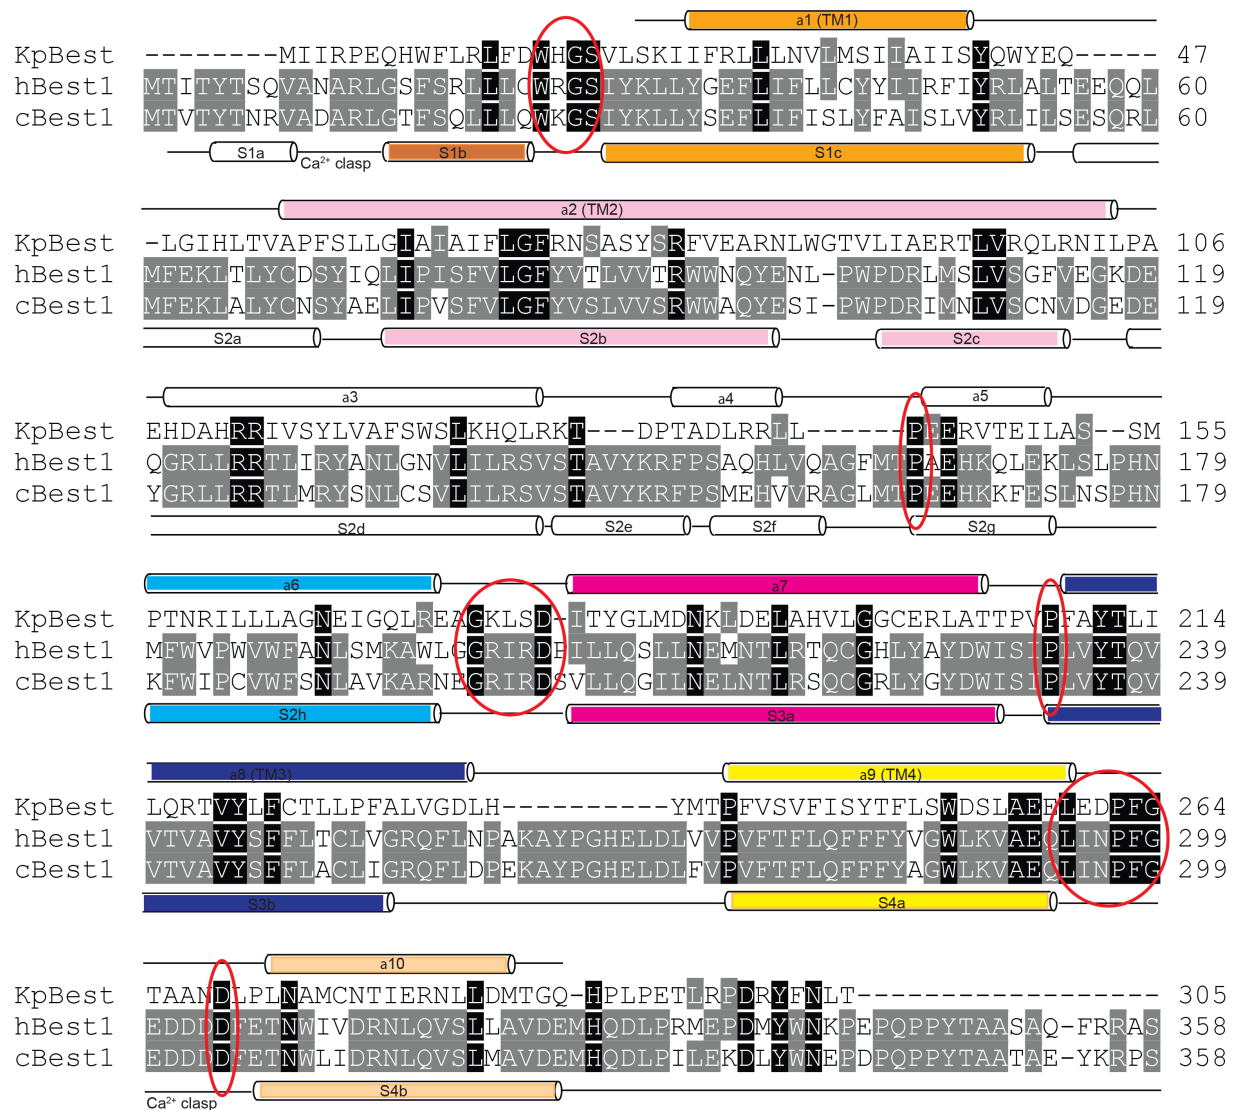 a1 (TM1)
KpBest --------MIIRPEQHWFLRLFDWHGSVLSKIIFRLLLNVLMSIIAIISYQWYEQ----- 47
hBest1 MTITYTSQVANARLGSFSRLLLCWRGSIYKLLYGEFLIFLLCYYIIRFIYRLALTEEQQL 60
cBest1 MTVTYTNRVADARLGTFSQLLLQWKGSIYKLLYSEFLIFISLYFAISLVYRLILSESQRL 60
S1a Ca²⁺ clasp S1b S1c
a2 (TM2)
KpBest -LGIHLTVAPFSLLGIAIAIFLGFRNSASYSRFVEARNLWGTVLIAERTLVRQLRNILPA 106
hBest1 MFEKLTLYCDSYIQLIPISFVLGFYVTLVVTRWWNQYENL-PWPDRLMSLVSGFVEGKDE 119
cBest1 MFEKLALYCNSYAELIPVSFVLGFYVSLVVSRWWAQYESI-PWPDRIMNLVSCNVDGEDE 119
S2a S2b S2c
a3 a4 a5
KpBest EHDAHRRIVSYLVAFSWSLKHQLRKT---DPTADLRRLL------PEERVTEILAS--SM 155
hBest1 QGRLLRRTLIRYANLGNVLILRSVSTAVYKRFPSAQHLVQAGFMTPAEHKQLEKLSLPHN 179
cBest1 YGRLLRRTLMRYSNLCSVLILRSVSTAVYKRFPSMEHVVRAGLMTPEEHKKFESLNSPHN 179
S2d S2e S2f S2g
a6 a7
KpBest PTNRILLLAGNEIGQLREAGKLSD-ITYGLMDNKLDELAHVLGGCERLATTPVPFAYTLI 214
hBest1 MFWVPWVWFANLSMKAWLGGRIRDPILLQSLLNEMNTLRTQCGHLYAYDWISIPLVYTQV 239
cBest1 KFWIPCVWFSNLAVKARNEGRIRDSVLLQGILNELNTLRSQCGRLYGYDWISIPLVYTQV 239
S2h S3a
a8 (TM3) a9 (TM4)
KpBest LQRTVYLFCTLLPFALVGDLH----------YMTPFVSVFISYTFLSWDSLAEELEDPFG 264
hBest1 VTVAVYSFFLTCLVGRQFLNPAKAYPGHELDLVVPVFTFLQFFFYVGWLKVAEQLINPFG 299
cBest1 VTVAVYSFFLACLIGRQFLDPEKAYPGHELDLFVPVFTFLQFFFYAGWLKVAEQLINPFG 299
S3b S4a
a10
KpBest TAANDLPLNAMCNTIERNLLDMTGQ-HPLPETLRPDRYFNLT------------------ 305
hBest1 EDDDDFETNWIVDRNLQVSLLAVDEMHQDLPRMEPDMYWNKPEPQPPYTAASAQ-FRRAS 358
cBest1 EDDDDFETNWLIDRNLQVSLMAVDEMHQDLPILEKDLYWNEPDPQPPYTAATAE-YKRPS 358
Ca²⁺ clasp S4b